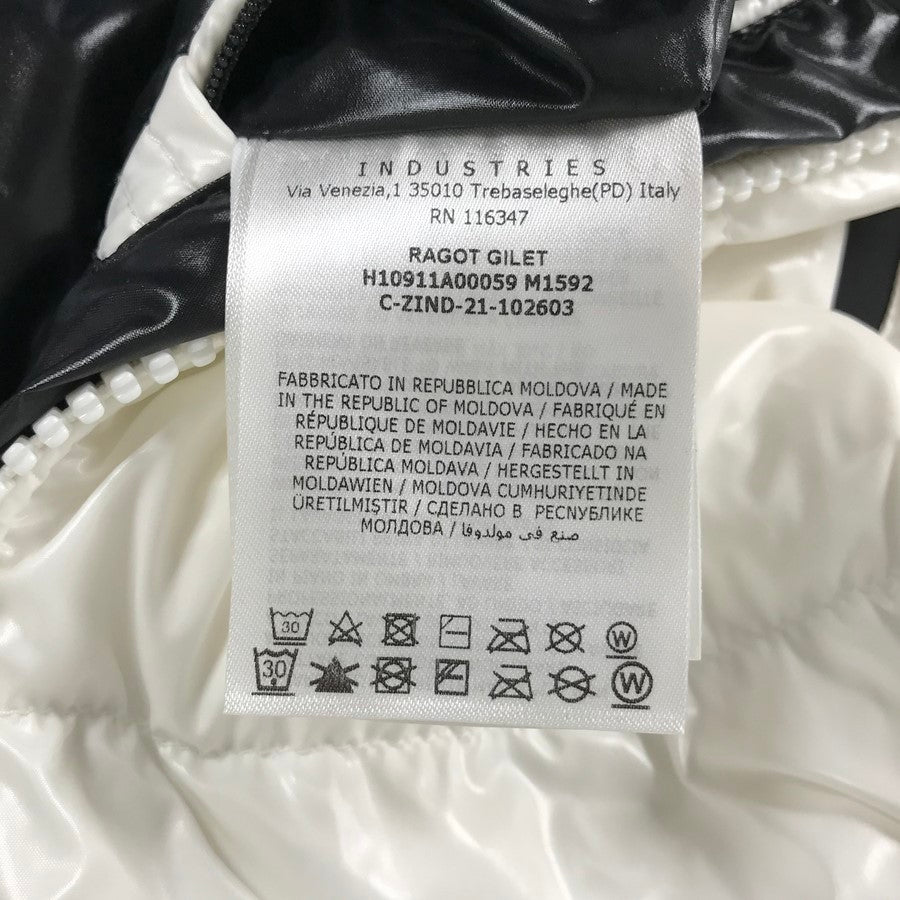 INDUSTRIES
Via Venezia,1 35010 Trebaseleghe(PD) Italy
RN 116347
RAGOT GILET
H10911A00059 M1592
C-ZIND-21-102603
FABBRICATO IN REPUBBLICA MOLDOVA / MADE
IN THE REPUBLIC OF MOLDOVA / FABRIQUÉ EN
RÉPUBLIQUE DE MOLDAVIE / HECHO EN LA
REPÚBLICA DE MOLDAVIA / FABRICADO NA
REPÚBLICA MOLDAVA / HERGESTELLT IN
MOLDAWIEN / MOLDOVA CUMHURIYETINDE
ÜRETILMIŞTIR / СДЕЛАНО В РЕСПУБЛИКЕ
МОЛДОВА / صنع في مولدوفا
30 W
30 W